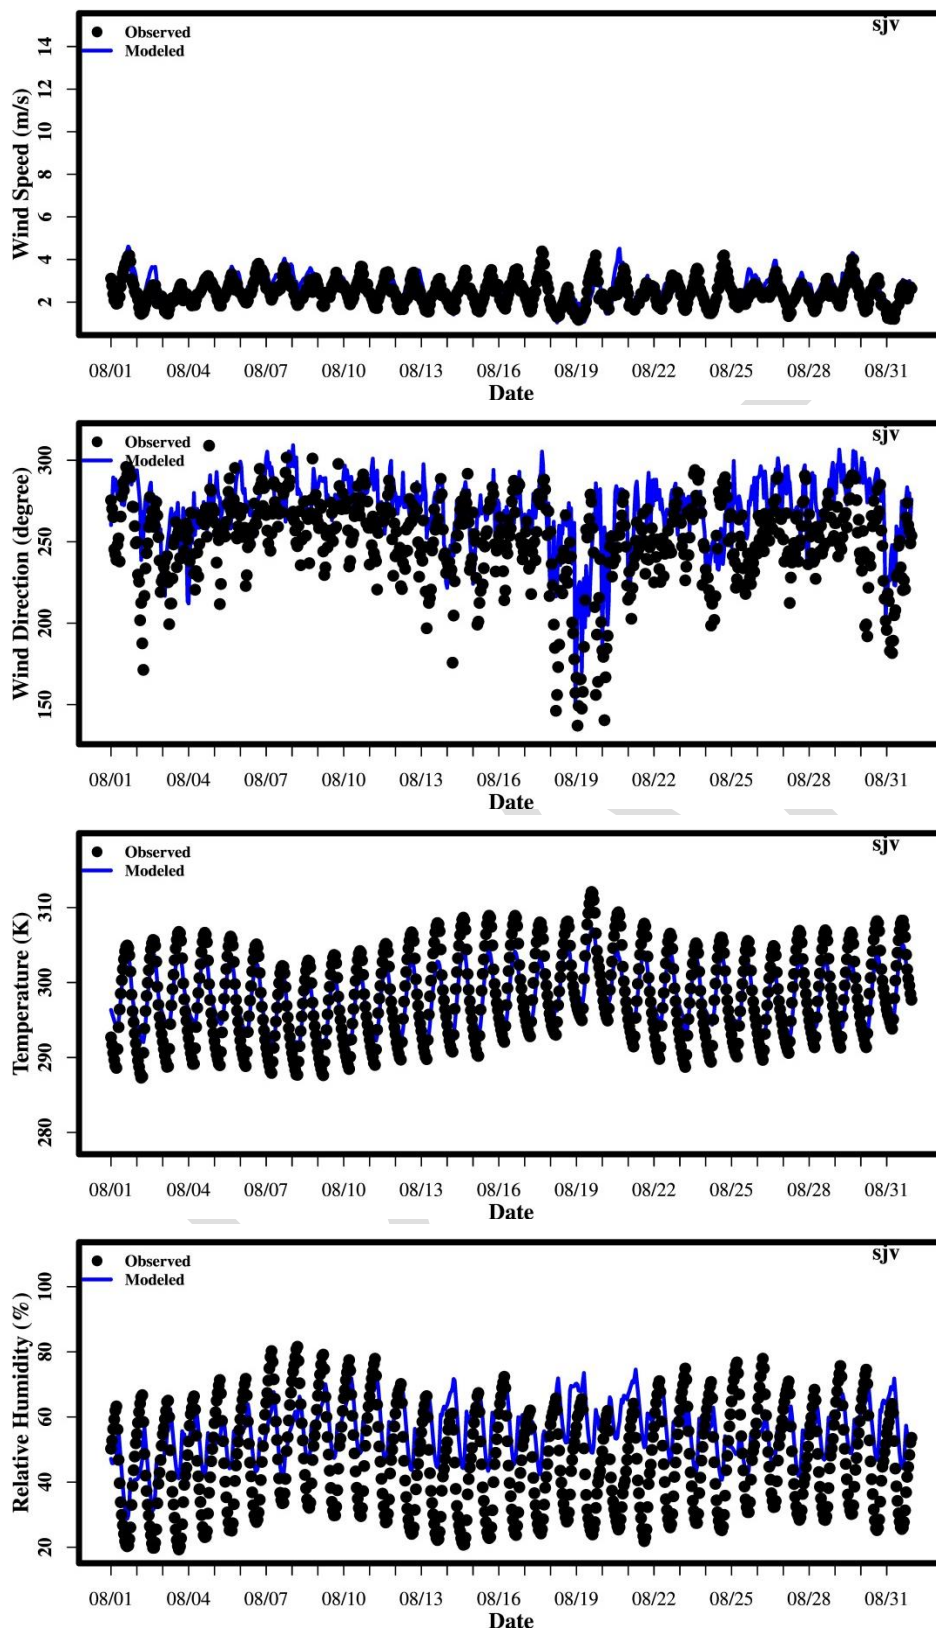 sjv
Observed
Modeled
Wind Speed (m/s)
14
12
10
8
6
4
2
08/01 08/04 08/07 08/10 08/13 08/16 08/19 08/22 08/25 08/28 08/31
Date
sjv
Observed
Modeled
Wind Direction (degree)
300
250
200
150
08/01 08/04 08/07 08/10 08/13 08/16 08/19 08/22 08/25 08/28 08/31
Date
sjv
Observed
Modeled
Temperature (K)
310
300
290
280
08/01 08/04 08/07 08/10 08/13 08/16 08/19 08/22 08/25 08/28 08/31
Date
sjv
Observed
Modeled
Relative Humidity (%)
100
80
60
40
20
08/01 08/04 08/07 08/10 08/13 08/16 08/19 08/22 08/25 08/28 08/31
Date